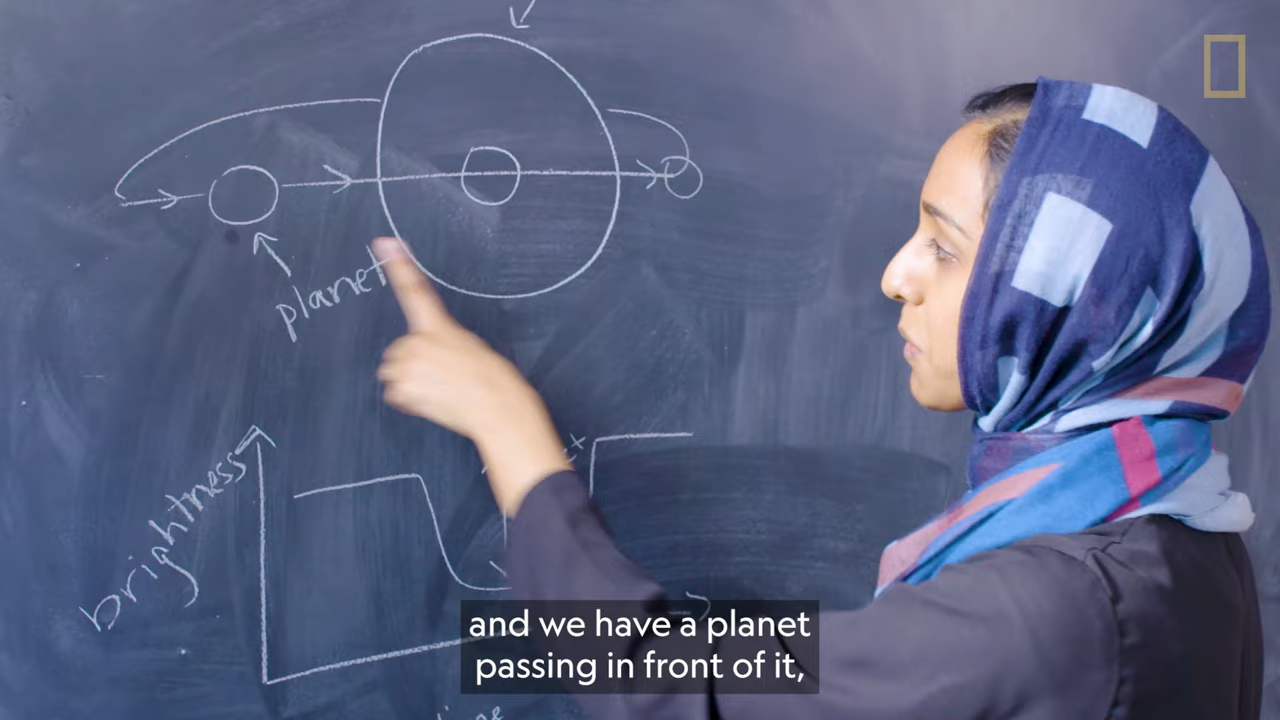 planet
brightness
and we have a planet
passing in front of it,